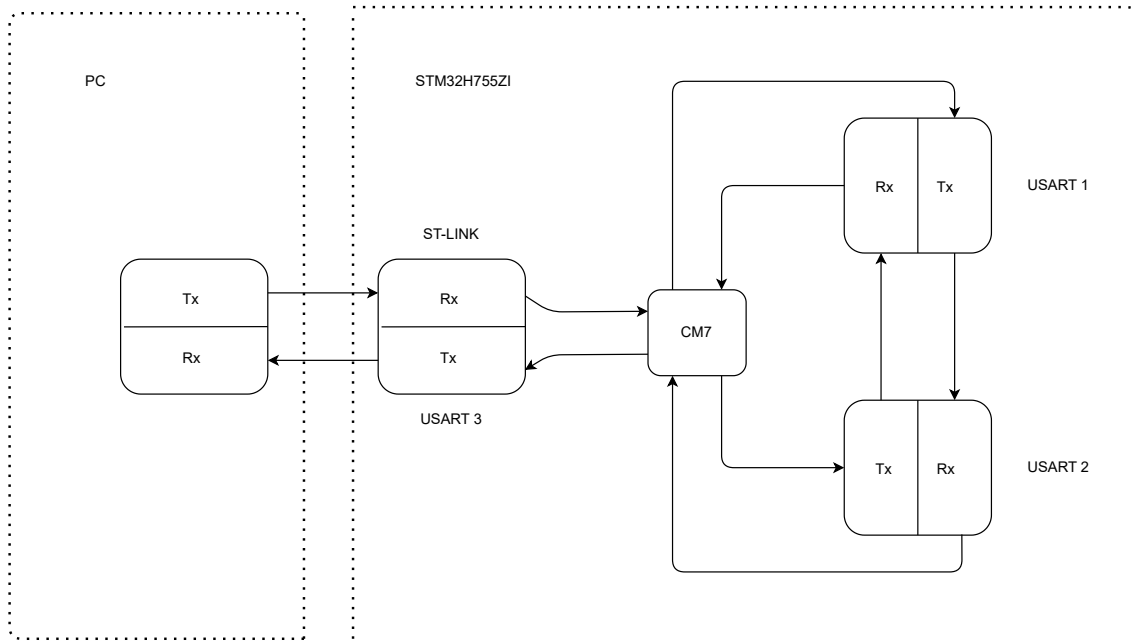 PC
STM32H755ZI
Rx
Tx
USART 1
ST-LINK
Tx
Rx
Rx
Tx
USART 3
CM7
Tx
Rx
USART 2